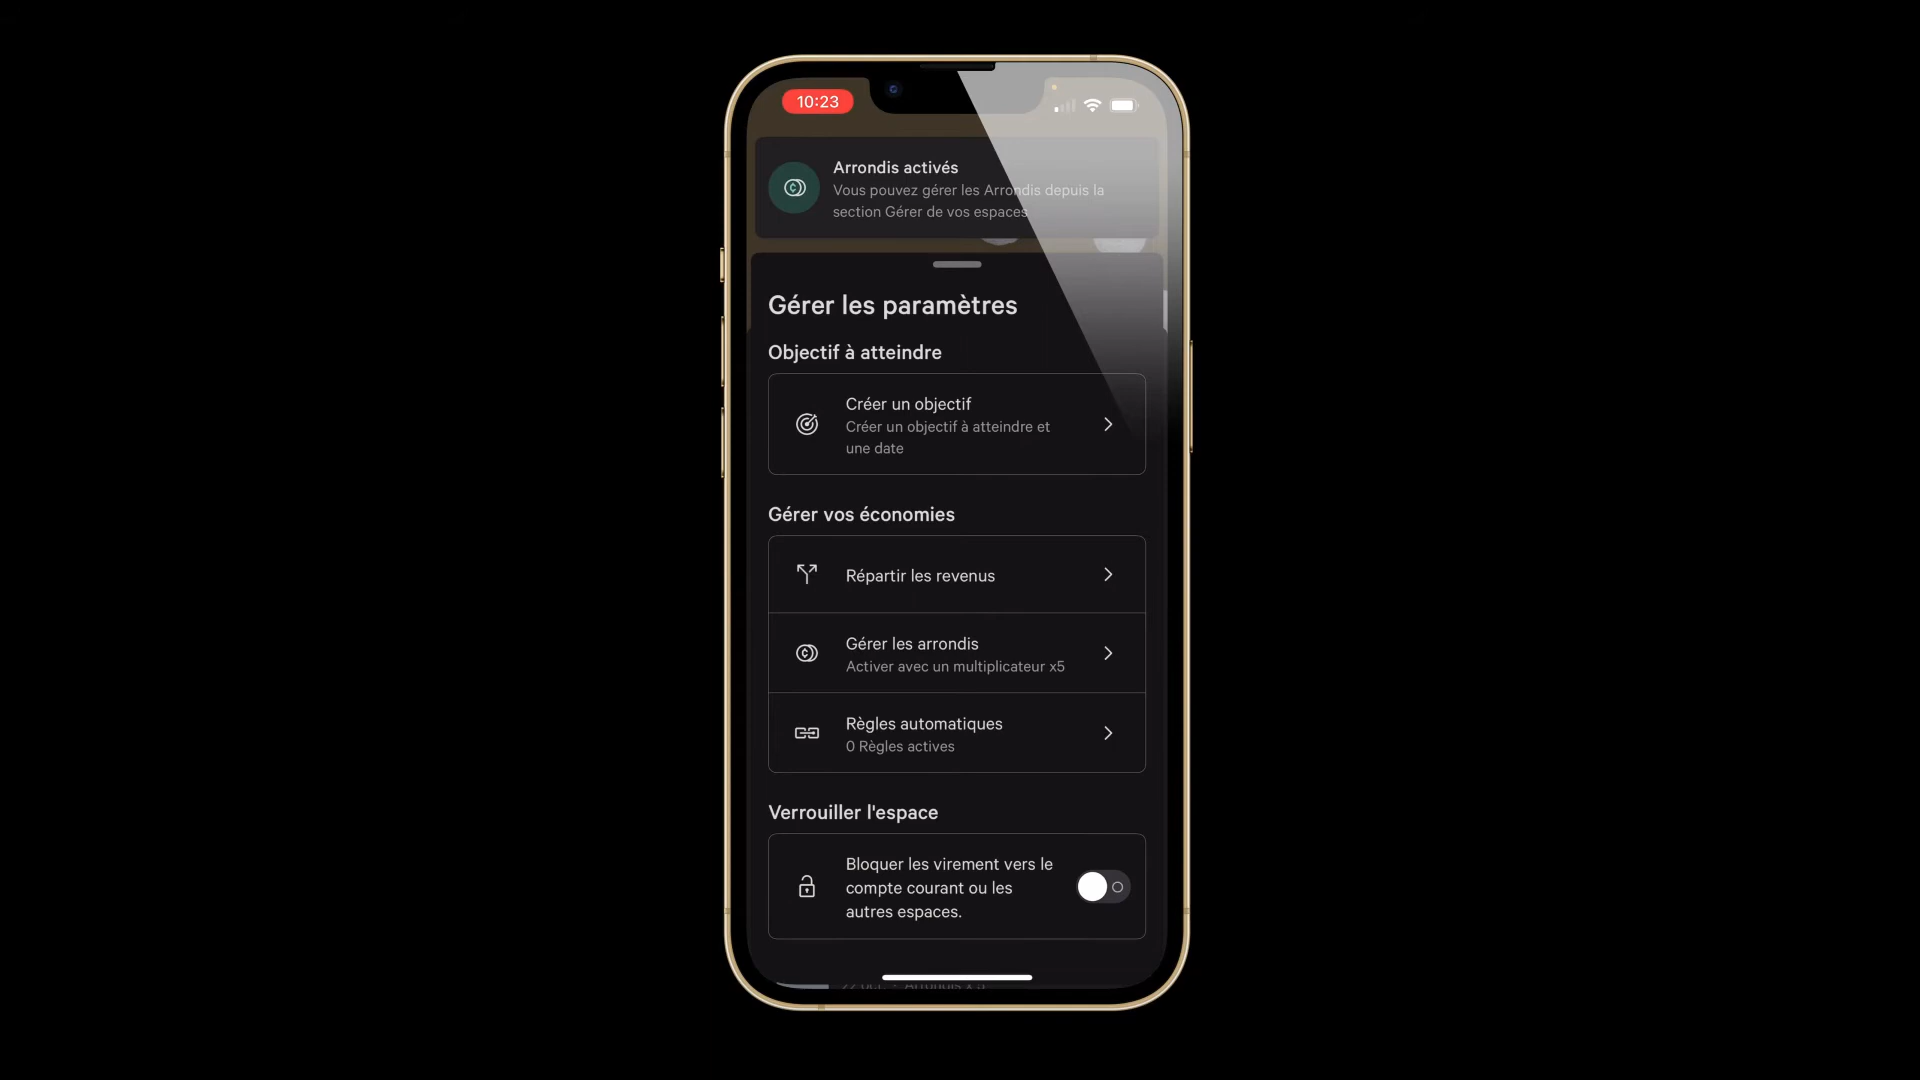 10:23
Arrondis activés
Vous pouvez gérer les Arrondis depuis la
section Gérer de vos espaces
Gérer les paramètres
Objectif à atteindre
Créer un objectif
Créer un objectif à atteindre et
une date
Gérer vos économies
Répartir les revenus
Gérer les arrondis
Activer avec un multiplicateur x5
Règles automatiques
0 Règles actives
Verrouiller l'espace
Bloquer les virement vers le
compte courant ou les
autres espaces.